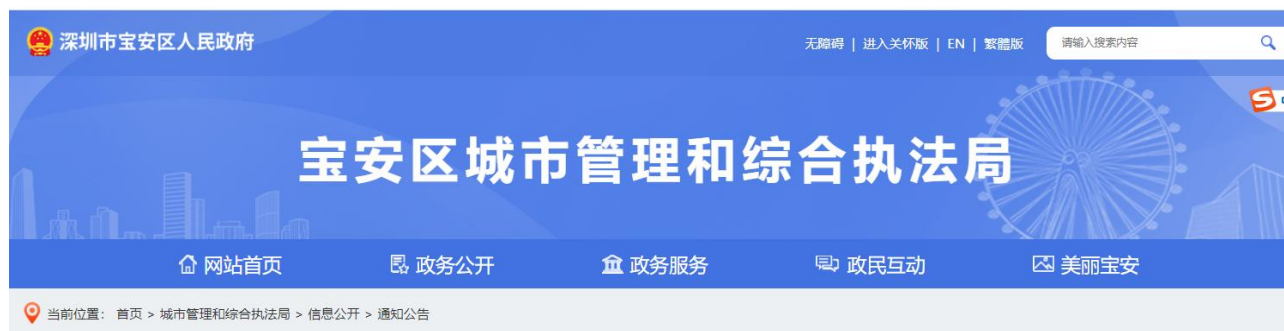 深圳市宝安区人民政府
无障碍 | 进入关怀版 | EN | 繁體版
请输入搜索内容
宝安区城市管理和综合执法局
网站首页 政务公开 政务服务 政民互动 美丽宝安
当前位置： 首页 > 城市管理和综合执法局 > 信息公开 > 通知公告